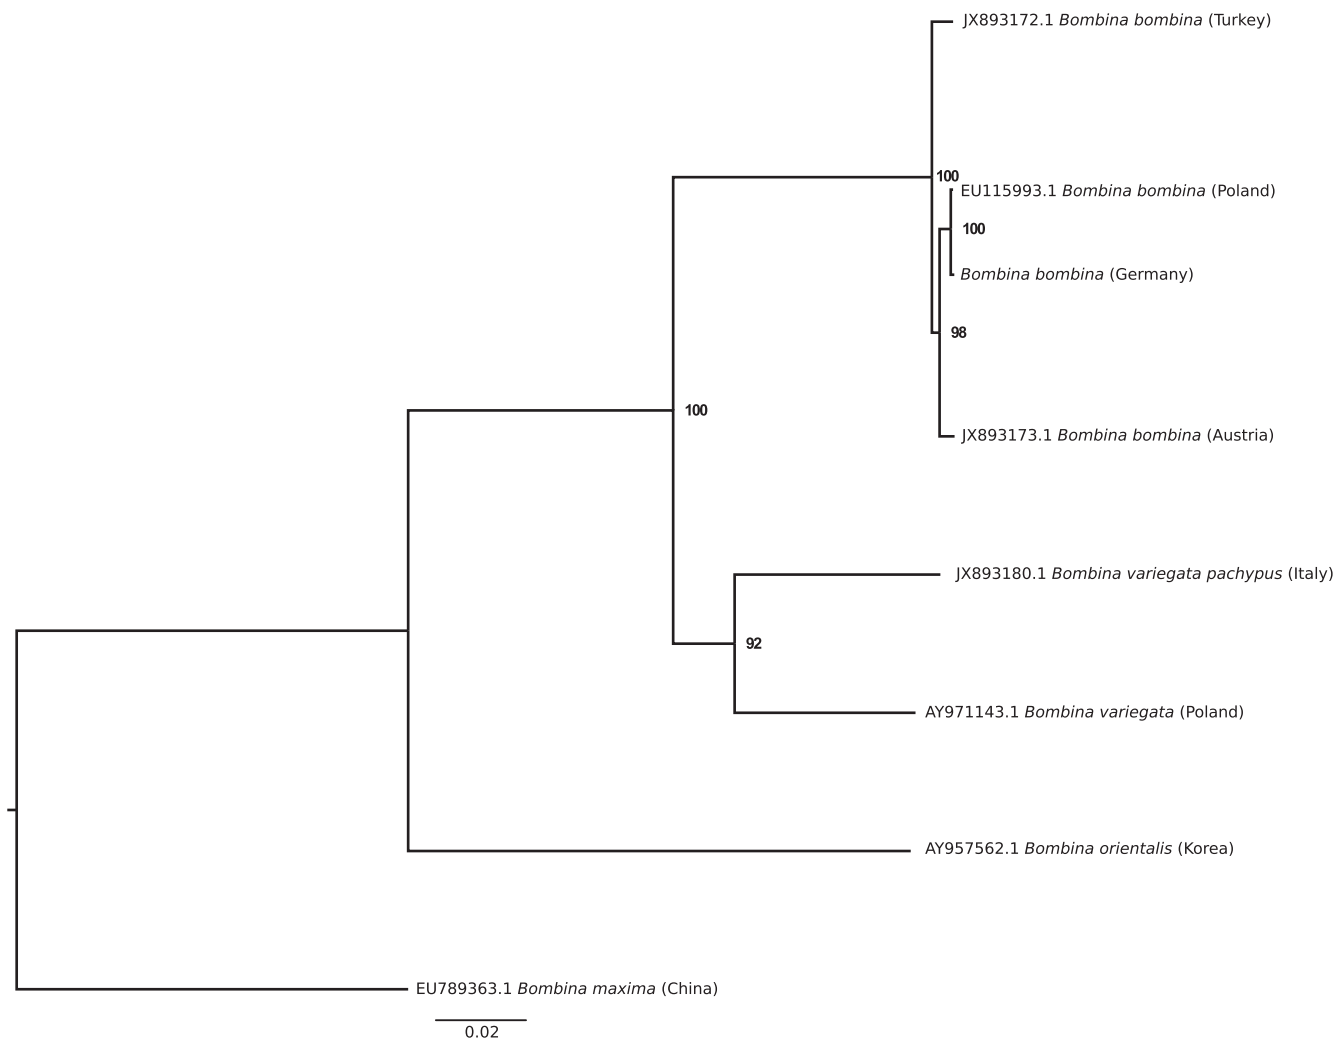 JX893172.1 Bombina bombina (Turkey)
100
EU115993.1 Bombina bombina (Poland)
100
Bombina bombina (Germany)
98
100
JX893173.1 Bombina bombina (Austria)
JX893180.1 Bombina variegata pachypus (Italy)
92
AY971143.1 Bombina variegata (Poland)
AY957562.1 Bombina orientalis (Korea)
EU789363.1 Bombina maxima (China)
0.02